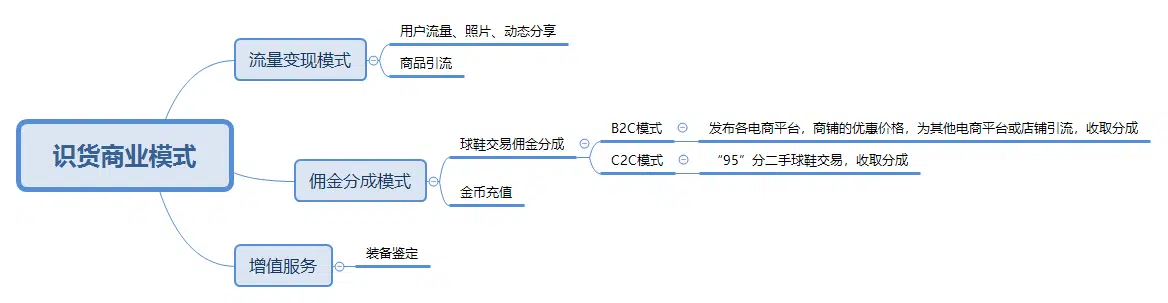 识货商业模式
流量变现模式
用户流量、照片、动态分享
商品引流
佣金分成模式
球鞋交易佣金分成
B2C模式
发布各电商平台，商铺的优惠价格，为其他电商平台或店铺引流，收取分成
C2C模式
“95”分二手球鞋交易，收取分成
金币充值
增值服务
装备鉴定